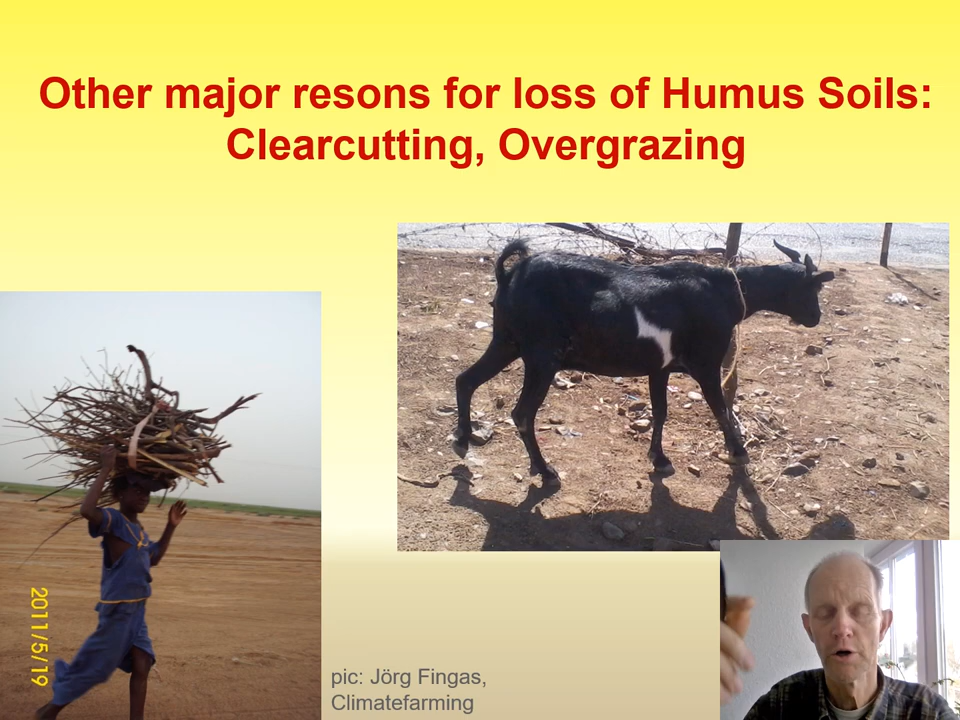 Other major resons for loss of Humus Soils:
Clearcutting, Overgrazing
2011/5/19
pic: Jörg Fingas,
Climatefarming